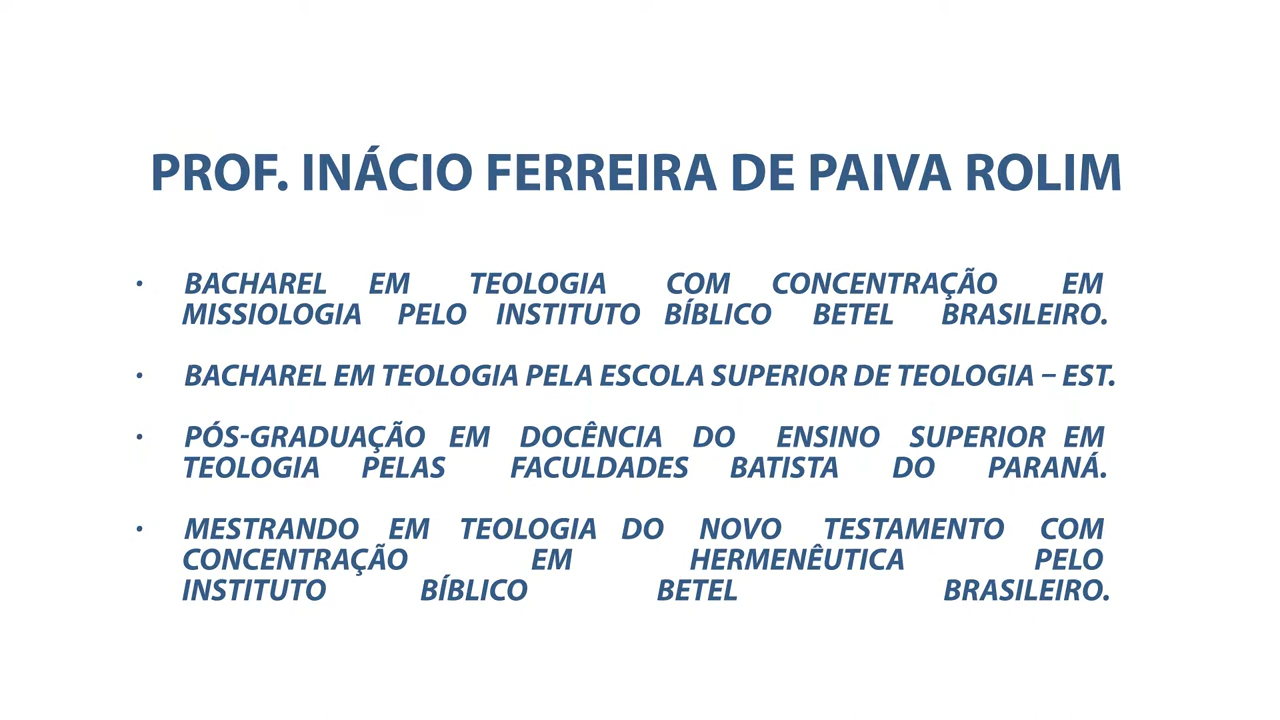 PROF. INÁCIO FERREIRA DE PAIVA ROLIM
· BACHAREL EM TEOLOGIA COM CONCENTRAÇÃO EM
MISSIOLOGIA PELO INSTITUTO BÍBLICO BETEL BRASILEIRO.
· BACHAREL EM TEOLOGIA PELA ESCOLA SUPERIOR DE TEOLOGIA – EST.
· PÓS-GRADUAÇÃO EM DOCÊNCIA DO ENSINO SUPERIOR EM
TEOLOGIA PELAS FACULDADES BATISTA DO PARANÁ.
· MESTRANDO EM TEOLOGIA DO NOVO TESTAMENTO COM
CONCENTRAÇÃO EM HERMENÊUTICA PELO
INSTITUTO BÍBLICO BETEL BRASILEIRO.